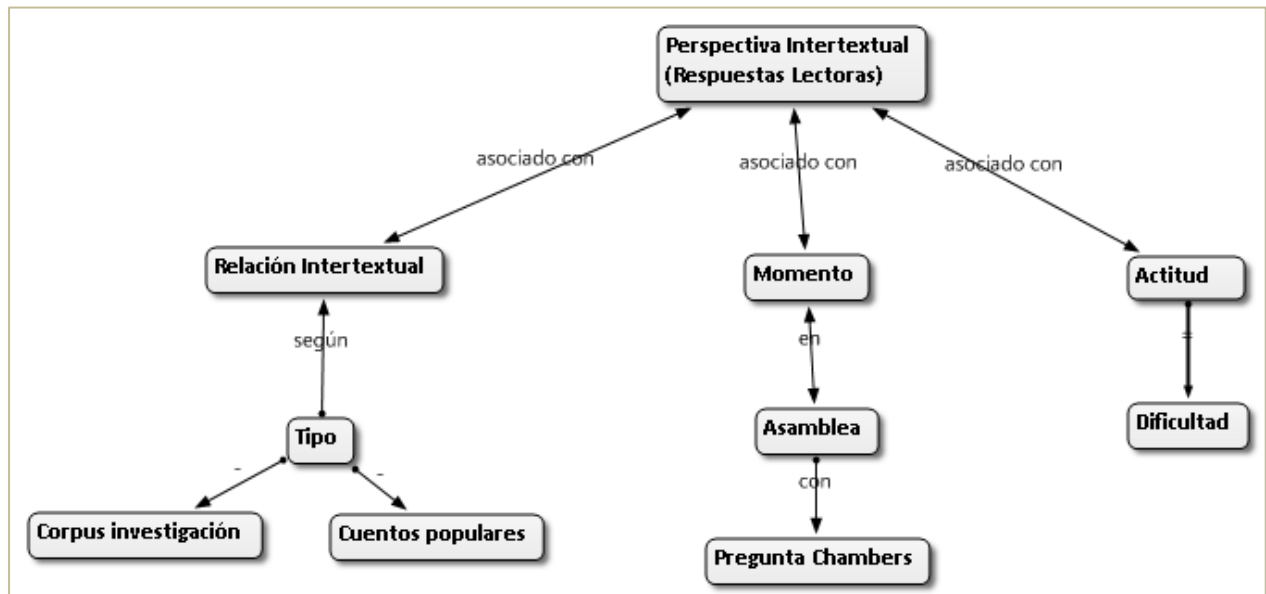 Perspectiva Intertextual
(Respuestas Lectoras)
asociado con
asociado con
asociado con
Relación Intertextual
Momento
Actitud
según
en
=
Tipo
Asamblea
Dificultad
-
-
con
Corpus investigación
Cuentos populares
Pregunta Chambers